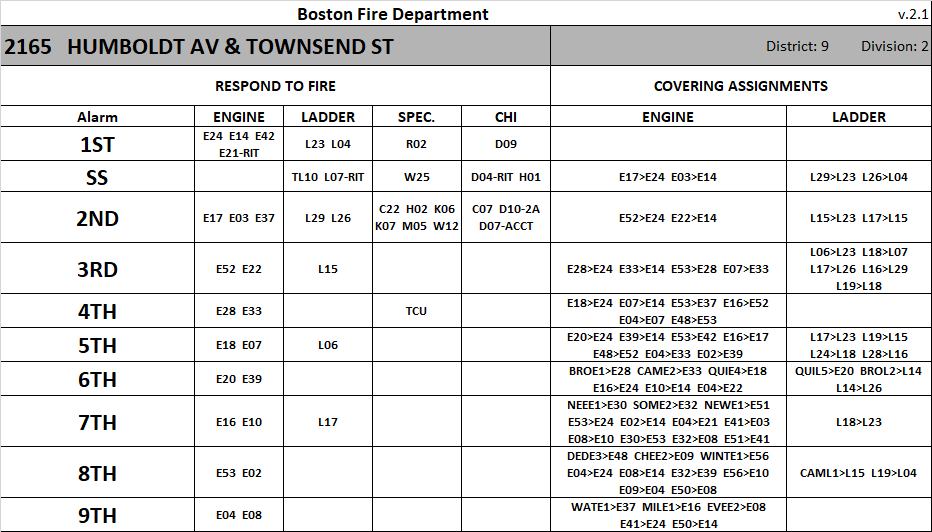 Boston Fire Department v.2.1
2165 HUMBOLDT AV & TOWNSEND ST District: 9 Division: 2
RESPOND TO FIRE COVERING ASSIGNMENTS
Alarm ENGINE LADDER SPEC. CHI ENGINE LADDER
1ST
E24 E14 E42
E21-RIT
L23 L04
R02
D09
SS
TL10 L07-RIT
W25
D04-RIT H01
E17>E24 E03>E14
L29>L23 L26>L04
2ND
E17 E03 E37
L29 L26
C22 H02 K06
K07 M05 W12
C07 D10-2A
D07-ACCT
E52>E24 E22>E14
L15>L23 L17>L15
3RD
E52 E22
L15
E28>E24 E33>E14 E53>E28 E07>E33
L06>L23 L18>L07
L17>L26 L16>L29
L19>L18
4TH
E28 E33
TCU
E18>E24 E07>E14 E53>E37 E16>E52
E04>E07 E48>E53
5TH
E18 E07
L06
E20>E24 E39>E14 E53>E42 E16>E17
E48>E52 E04>E33 E02>E39
L17>L23 L19>L15
L24>L18 L28>L16
6TH
E20 E39
BROE1>E28 CAME2>E33 QUIE4>E18
E16>E24 E10>E14 E04>E22
QUIL5>E20 BROL2>L14
L14>L26
7TH
E16 E10
L17
NEEE1>E30 SOME2>E32 NEWE1>E51
E53>E24 E02>E14 E04>E21 E41>E03
E08>E10 E30>E53 E32>E08 E51>E41
L18>L23
8TH
E53 E02
DEDE3>E48 CHEE2>E09 WINTE1>E56
E04>E24 E08>E14 E32>E39 E56>E10
E09>E04 E50>E08
CAML1>L15 L19>L04
9TH
E04 E08
WATE1>E37 MILE1>E16 EVEE2>E08
E41>E24 E50>E14